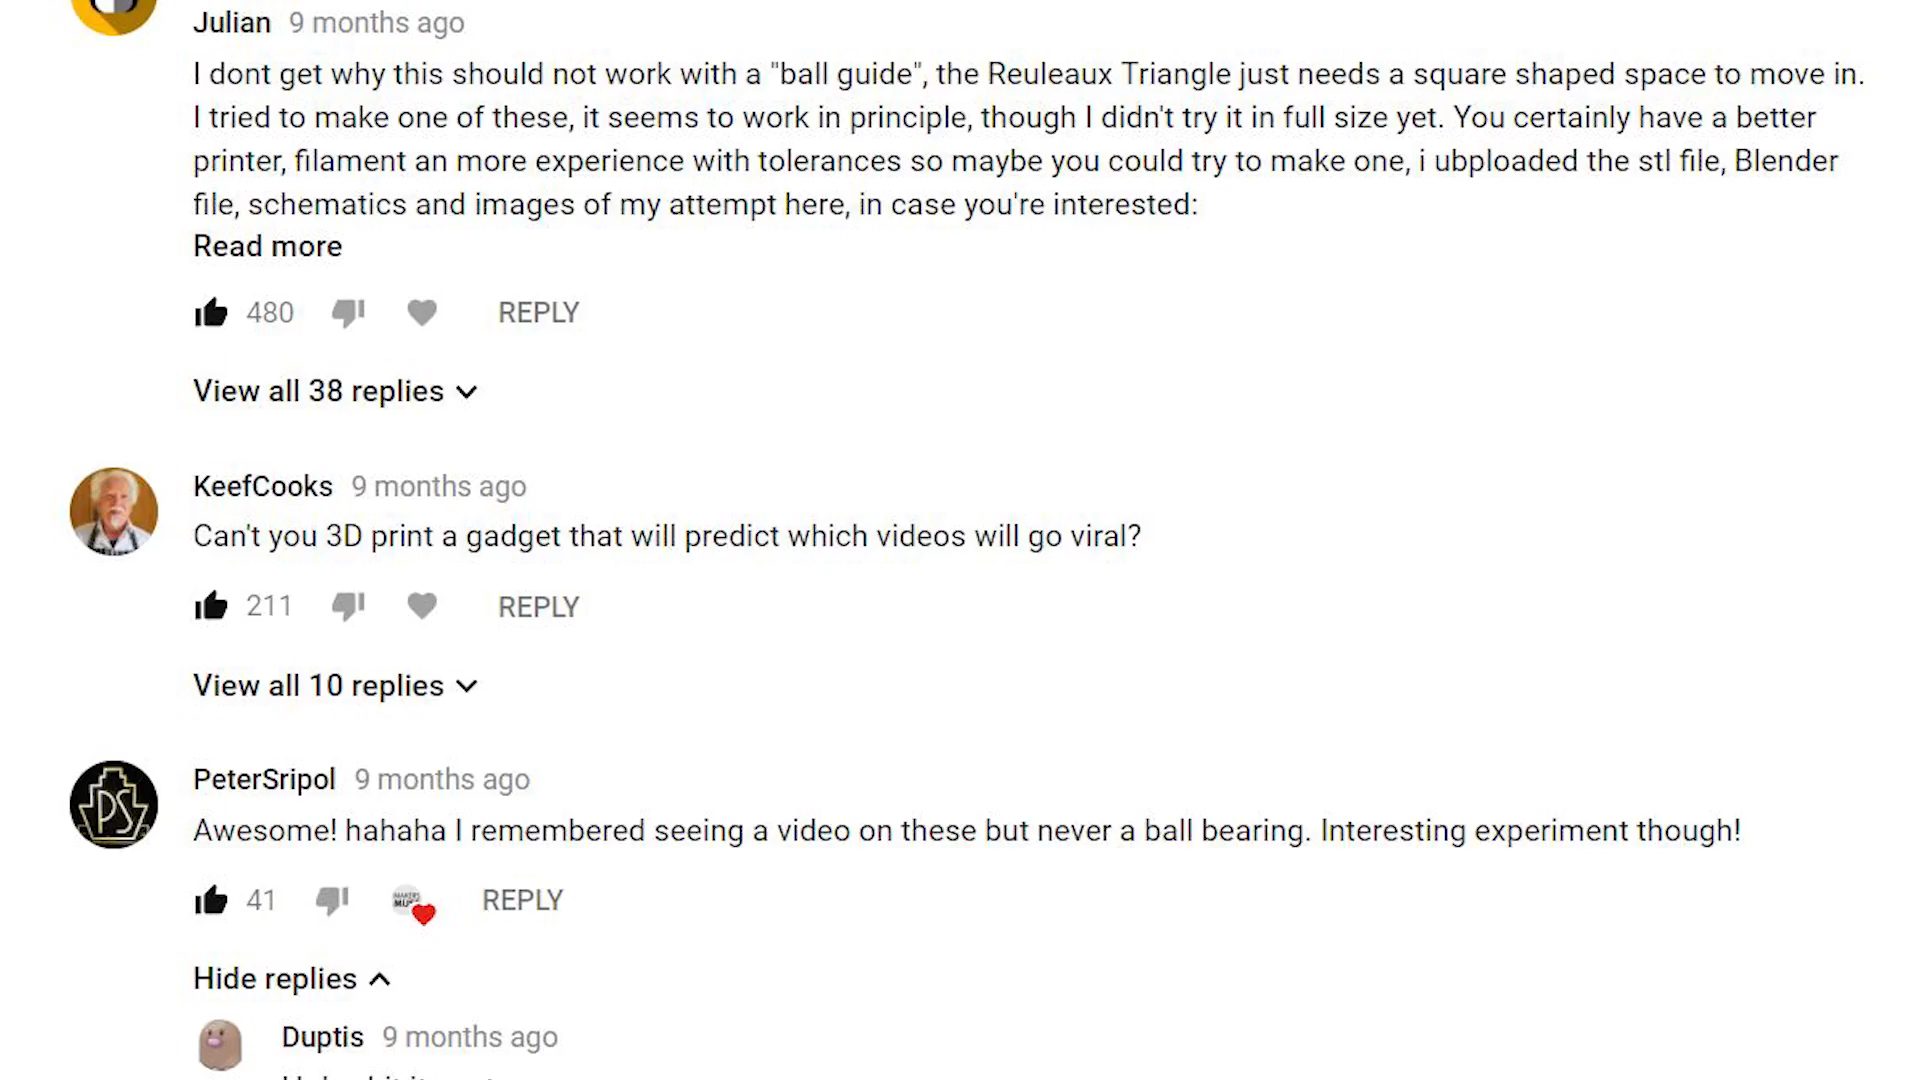 Julian 9 months ago
I dont get why this should not work with a "ball guide", the Reuleaux Triangle just needs a square shaped space to move in.
I tried to make one of these, it seems to work in principle, though I didn't try it in full size yet. You certainly have a better
printer, filament an more experience with tolerances so maybe you could try to make one, i ubploaded the stl file, Blender
file, schematics and images of my attempt here, in case you're interested:
Read more
480 REPLY
View all 38 replies
KeefCooks 9 months ago
Can't you 3D print a gadget that will predict which videos will go viral?
211 REPLY
View all 10 replies
PS
PeterSripol 9 months ago
Awesome! hahaha I remembered seeing a video on these but never a ball bearing. Interesting experiment though!
41 REPLY
Hide replies
Duptis 9 months ago